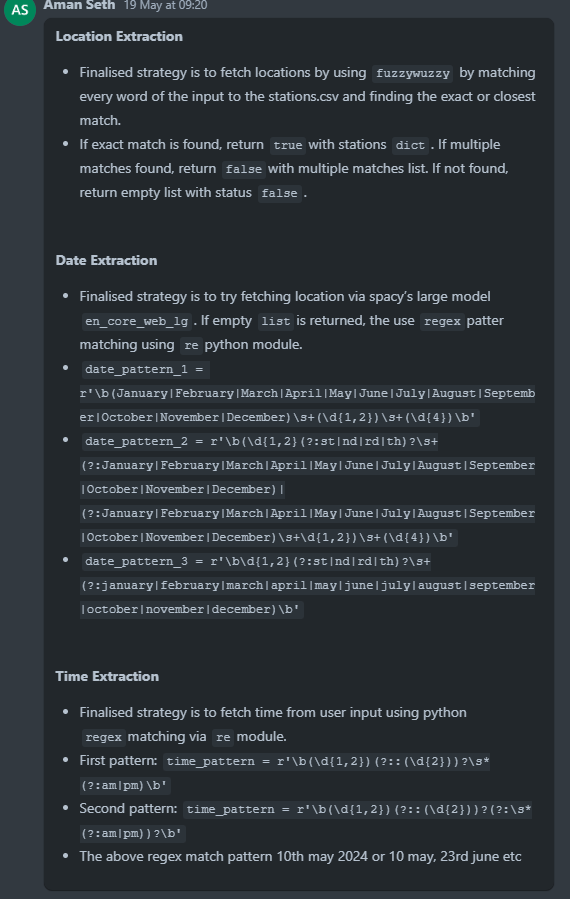 AS
Aman Seth 19 May at 09:20
Location Extraction
• Finalised strategy is to fetch locations by using fuzzywuzzy by matching
every word of the input to the stations.csv and finding the exact or closest
match.
• If exact match is found, return true with stations dict. If multiple
matches found, return false with multiple matches list. If not found,
return empty list with status false.
Date Extraction
• Finalised strategy is to try fetching location via spacy's large model
en_core_web_lg. If empty list is returned, the use regex patter
matching using re python module.
• date_pattern_1 =
r'\b(January|February|March|April|May|June|July|August|Septemb
er|October|November|December)\s+(\d{1,2})\s+(\d{4})\b'
• date_pattern_2 = r'\b(\d{1,2}(?:st|nd|rd|th)?\s+
(?:January|February|March|April|May|June|July|August|September
|October|November|December)|
(?:January|February|March|April|May|June|July|August|September
|October|November|December)\s+\d{1,2})\s+(\d{4})\b'
• date_pattern_3 = r'\b\d{1,2}(?:st|nd|rd|th)?\s+
(?:january|february|march|april|may|june|july|august|september
|october|november|december)\b'
Time Extraction
• Finalised strategy is to fetch time from user input using python
regex matching via re module.
• First pattern: time_pattern = r'\b(\d{1,2})(?::(\d{2}))?\s*
(?:am|pm)\b'
• Second pattern: time_pattern = r'\b(\d{1,2})(?::(\d{2}))?(?:\s*
(?:am|pm))?\b'
• The above regex match pattern 10th may 2024 or 10 may, 23rd june etc